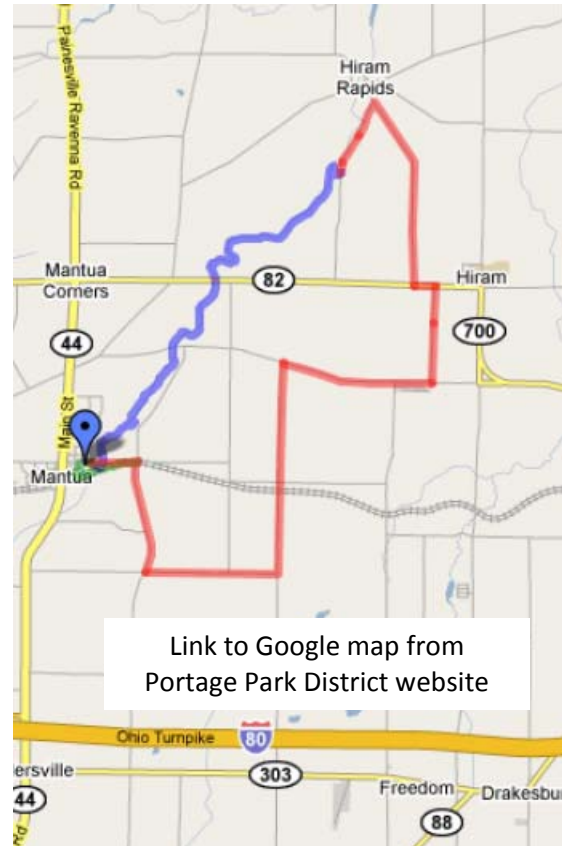 Painesville Ravenna Rd
Hiram
Rapids
Mantua
Corners
82
Hiram
44
700
Main St
Mantua
Link to Google map from
Portage Park District website
Ohio Turnpike
80
ersville
303
44
Freedom
Drakesbu
88
Rd